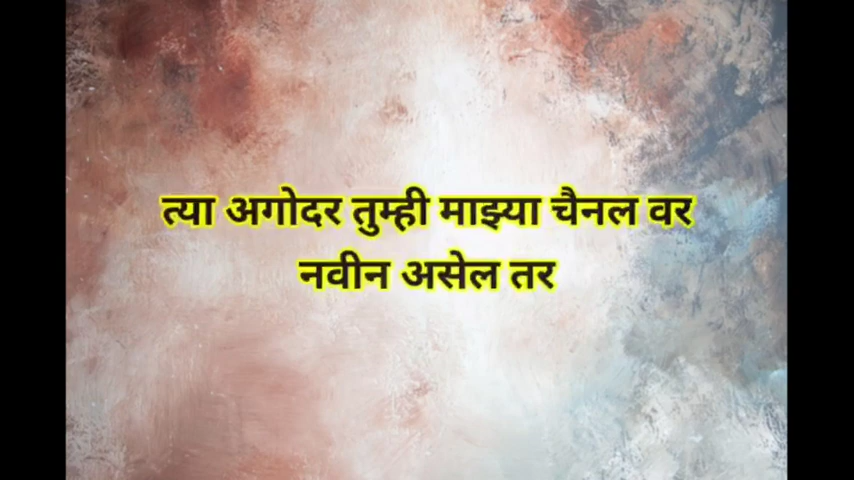 त्या अगोदर तुम्ही माझ्या चैनल वर
नवीन असेल तर